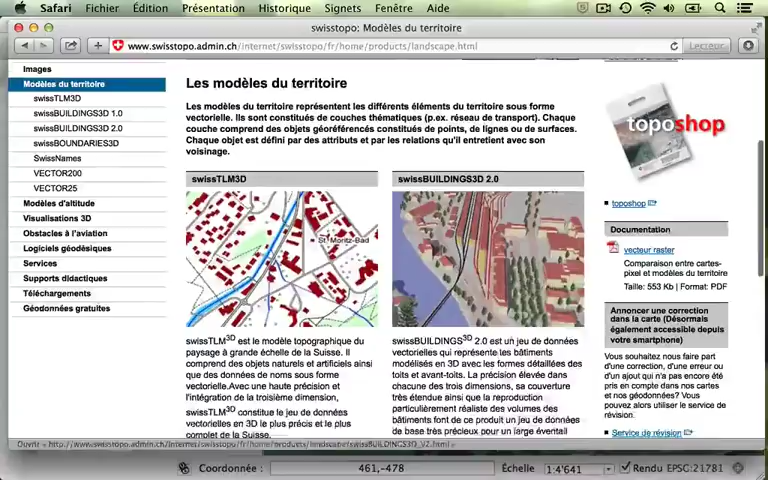 Safari Fichier Édition Présentation Historique Signets Fenêtre Aide
swisstopo: Modèles du territoire
www.swisstopo.admin.ch/internet/swisstopo/fr/home/products/landscape.html
Lecteur
Images
Modèles du territoire
swissTLM3D
swissBUILDINGS3D 1.0
swissBUILDINGS3D 2.0
swissBOUNDARIES3D
SwissNames
VECTOR200
VECTOR25
Modèles d'altitude
Visualisations 3D
Obstacles à l'aviation
Logiciels géodésiques
Services
Supports didactiques
Téléchargements
Géodonnées gratuites
Les modèles du territoire
Les modèles du territoire représentent les différents éléments du territoire sous forme
vectorielle. Ils sont constitués de couches thématiques (p.ex. réseau de transport). Chaque
couche comprend des objets géoréférencés constitués de points, de lignes ou de surfaces.
Chaque objet est défini par des attributs et par les relations qu'il entretient avec son
voisinage.
swissTLM3D
St. Moritz-Bad
swissTLM3D est le modèle topographique du
paysage à grande échelle de la Suisse. Il
comprend des objets naturels et artificiels ainsi
que des données de noms sous forme
vectorielle.Avec une haute précision et
l'intégration de la troisième dimension,
swissTLM3D constitue le jeu de données
vectorielles en 3D le plus précis et le plus
complet de la Suisse.
swissBUILDINGS3D 2.0
swissBUILDINGS3D 2.0 est un jeu de données
vectorielles qui représente les bâtiments
modélisés en 3D avec les formes détaillées des
toits et avant-toits. La précision élevée dans
chacune des trois dimensions, sa couverture
très étendue ainsi que la reproduction
particulièrement réaliste des volumes des
bâtiments font de ce produit un jeu de données
de base très précieux pour un large éventail
toposhop
toposhop
Documentation
vecteur raster
Comparaison entre cartes-
pixel et modèles du territoire
Taille: 553 Kb | Format: PDF
Annoncer une correction
dans la carte (Désormais
également accessible depuis
votre smartphone)
Vous souhaitez nous faire part
d'une correction, d'une erreur ou
d'un ajout qui n'a pas encore été
pris en compte dans nos cartes
et nos géodonnées? Vous
pouvez alors utiliser le service de
révision.
Service de révision
Ouvrir « http://www.swisstopo.admin.ch/internet/swisstopo/fr/home/products/landscape/swissBUILDINGS3D_V2.html »
Coordonnée : 461,-478 Échelle 1:4'641 Rendu EPSG:21781